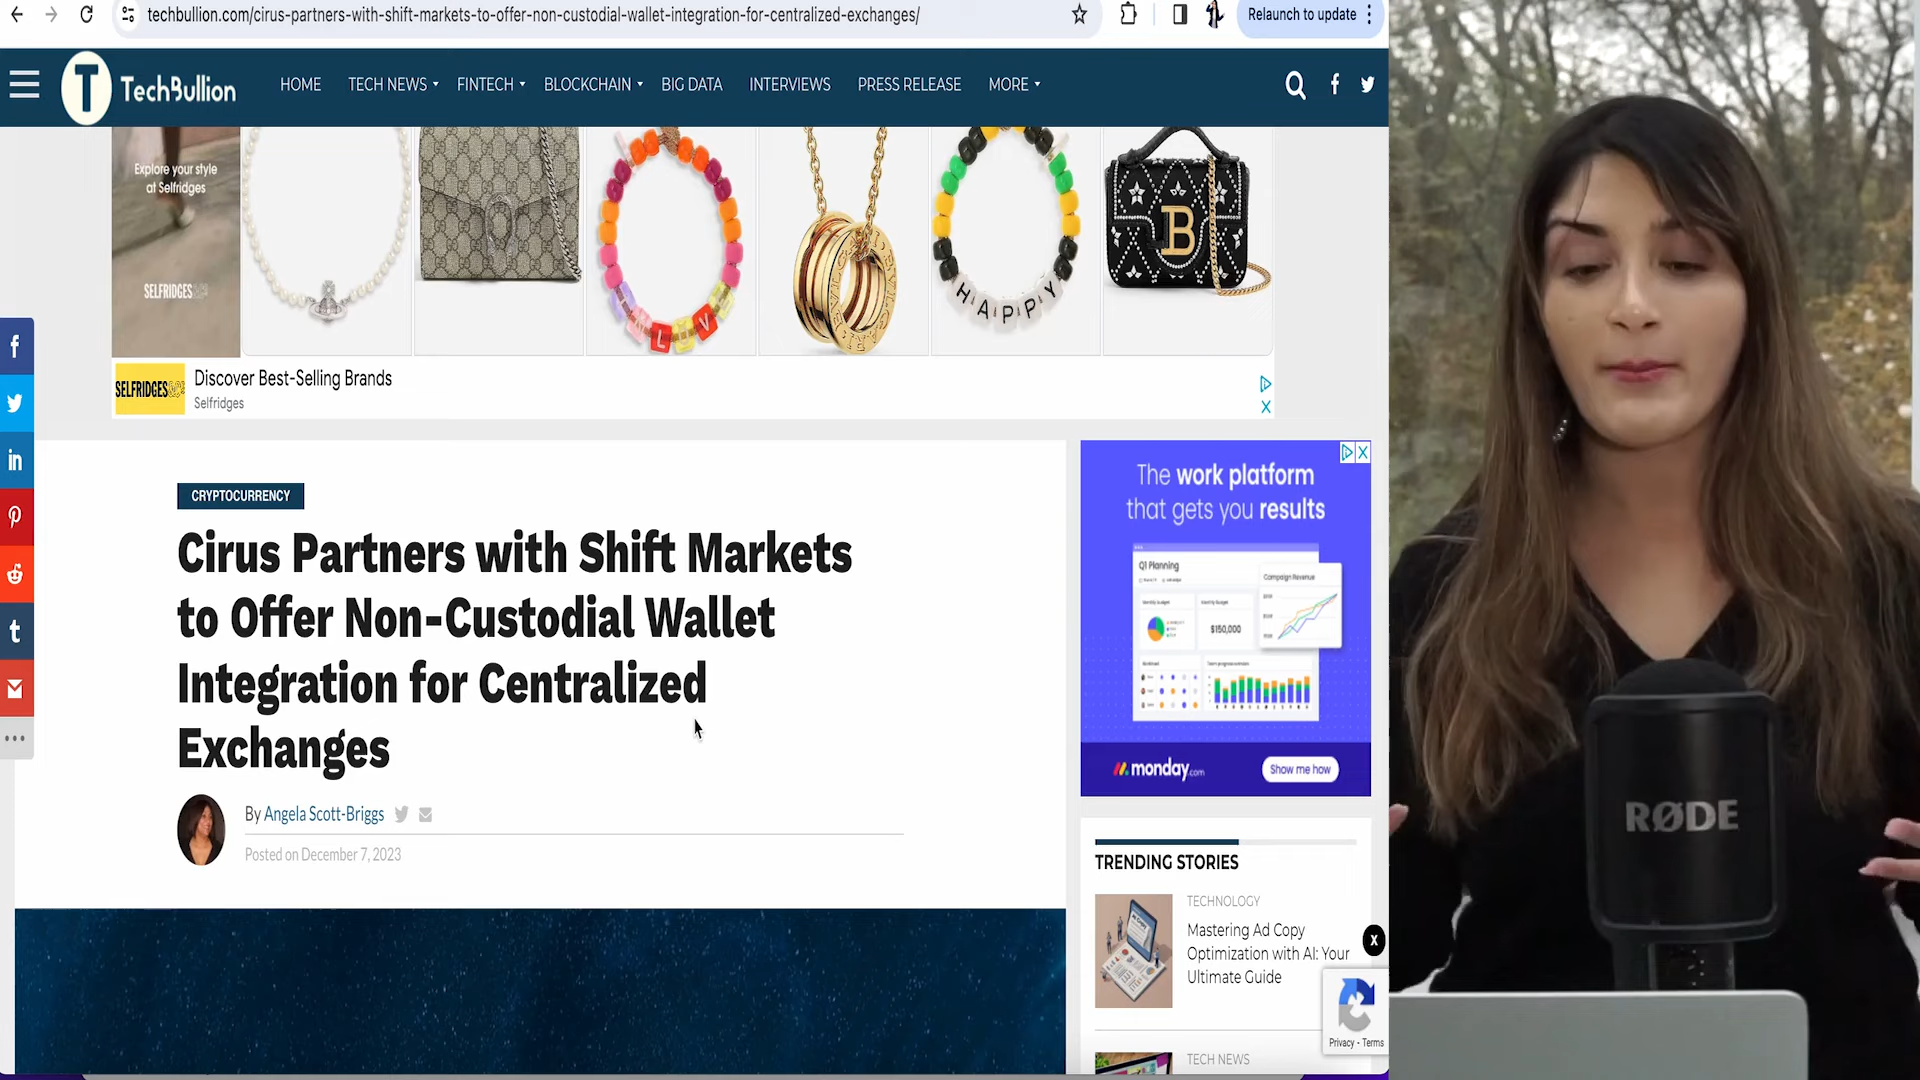 techbullion.com/cirus-partners-with-shift-markets-to-offer-non-custodial-wallet-integration-for-centralized-exchanges/
Relaunch to update
T
TechBullion
HOME
TECH NEWS
FINTECH
BLOCKCHAIN
BIG DATA
INTERVIEWS
PRESS RELEASE
MORE
Explore your style
at Selfridges
SELFRIDGES&Co
HAPPY
B
SELFRIDGES&Co
Discover Best-Selling Brands
Selfridges
X
CRYPTOCURRENCY
Cirus Partners with Shift Markets
to Offer Non-Custodial Wallet
Integration for Centralized
Exchanges
By Angela Scott-Briggs
Posted on December 7, 2023
The work platform
that gets you results
Q1 Planning
Campaign Revenue
$150,000
monday.com
Show me how
TRENDING STORIES
TECHNOLOGY
Mastering Ad Copy
Optimization with AI: Your
Ultimate Guide
X
Privacy - Terms
TECH NEWS
RØDE